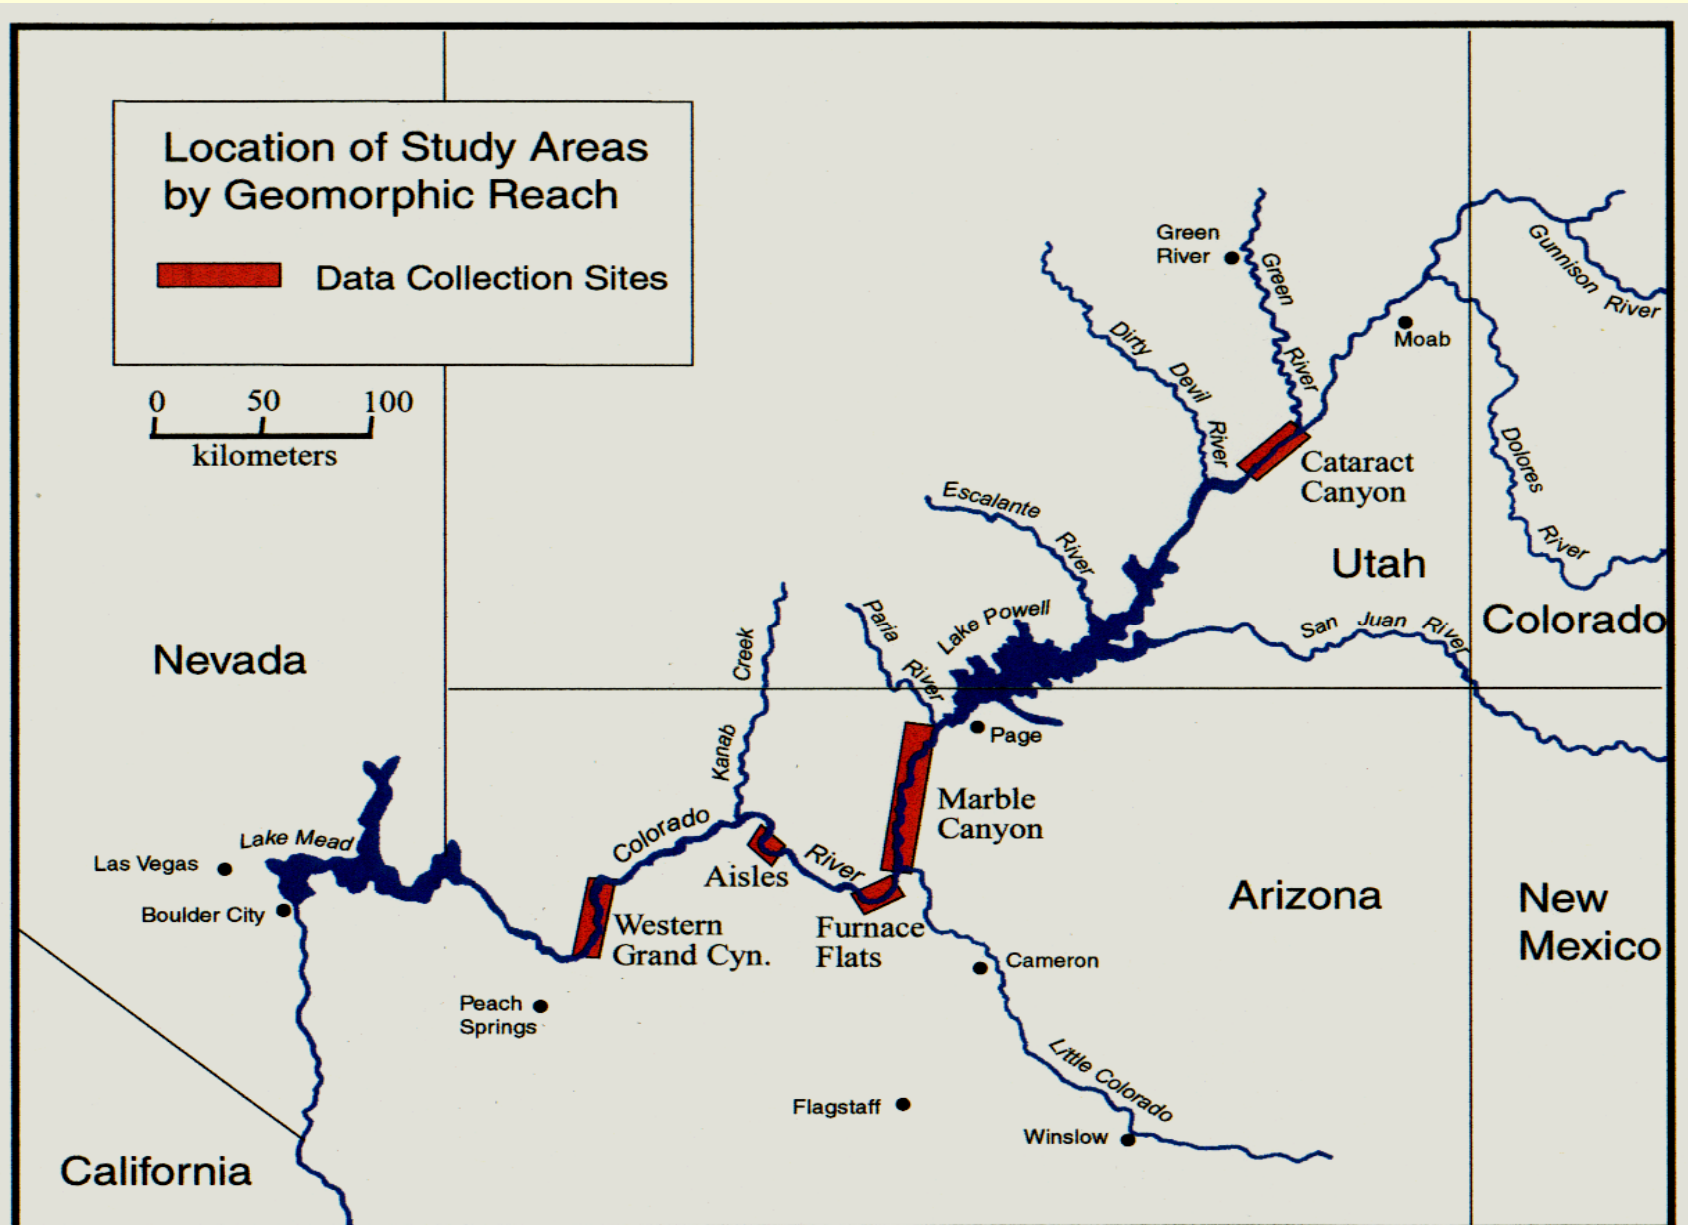 Location of Study Areas
by Geomorphic Reach
Data Collection Sites
0 50 100
kilometers
Green
River
Green
River
Gunnison River
Moab
Dirty Devil River
Cataract
Canyon
Dolores River
Escalante River
Utah
Colorado
San Juan River
Lake Powell
Paria River
Kanab Creek
Nevada
Page
Marble
Canyon
Lake Mead
Las Vegas
Boulder City
Colorado River
Aisles
Western
Grand Cyn.
Furnace
Flats
Arizona
New
Mexico
Cameron
Peach
Springs
Little Colorado
Flagstaff
Winslow
California